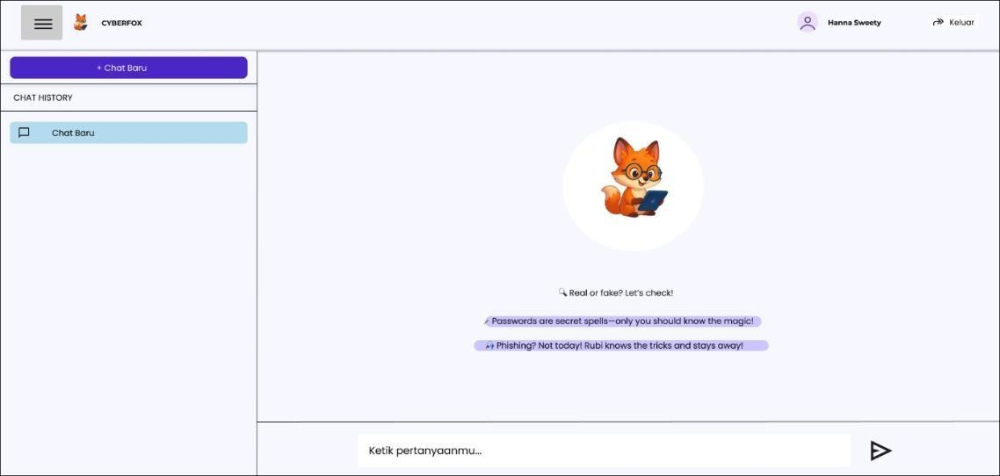 CYBERFOX
Hanna Sweety
Keluar
+ Chat Baru
CHAT HISTORY
Chat Baru
🔍 Real or fake? Let's check!
🪄 Passwords are secret spells—only you should know the magic!
🎣 Phishing? Not today! Rubi knows the tricks and stays away!
Ketik pertanyaanmu...